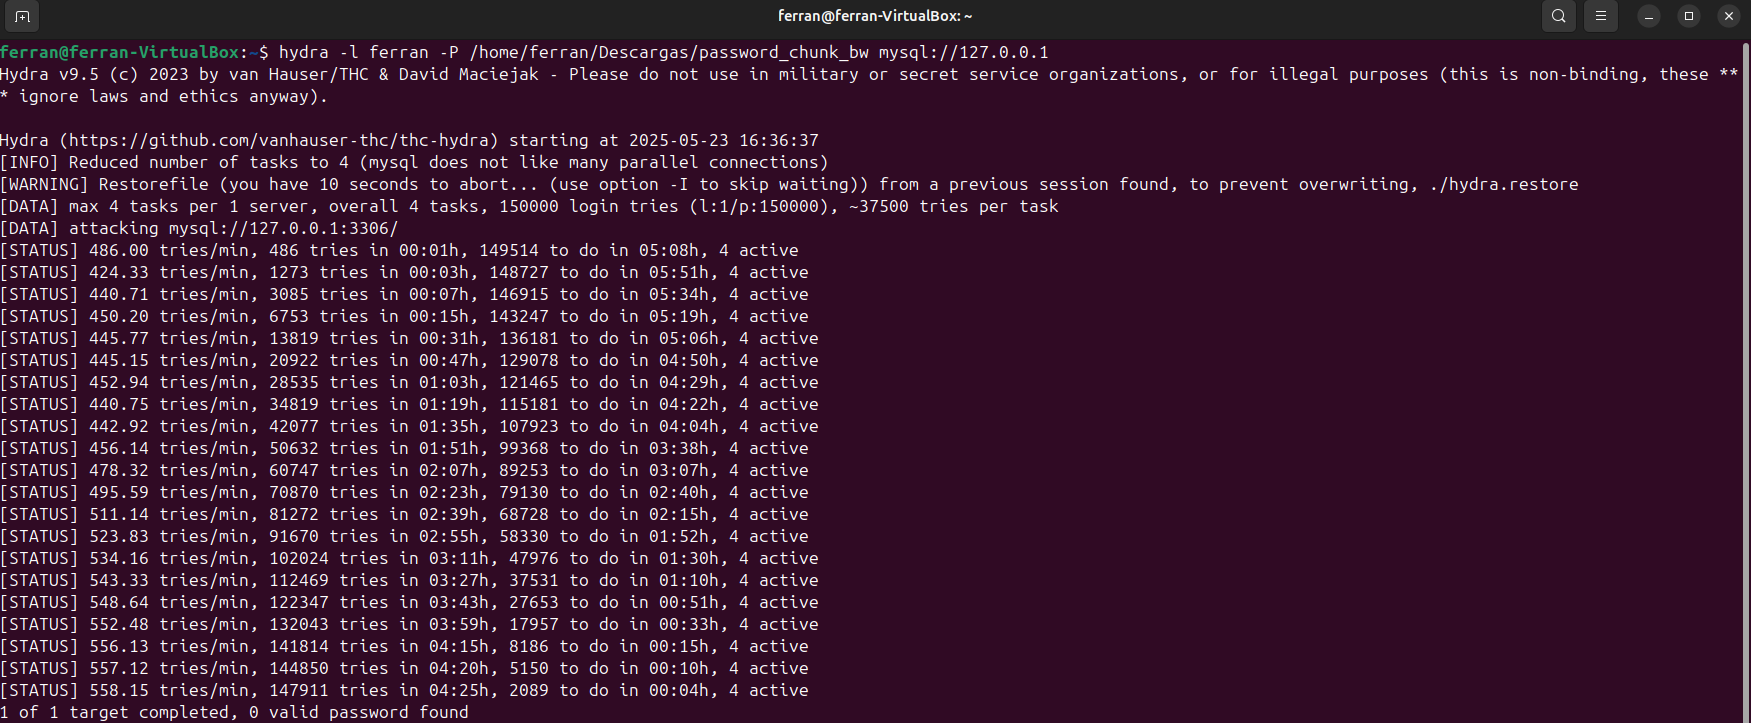 ferran@ferran-VirtualBox: ~
ferran@ferran-VirtualBox:~$ hydra -l ferran -P /home/ferran/Descargas/password_chunk_bw mysql://127.0.0.1
Hydra v9.5 (c) 2023 by van Hauser/THC & David Maciejak - Please do not use in military or secret service organizations, or for illegal purposes (this is non-binding, these **
* ignore laws and ethics anyway).
Hydra (https://github.com/vanhauser-thc/thc-hydra) starting at 2025-05-23 16:36:37
[INFO] Reduced number of tasks to 4 (mysql does not like many parallel connections)
[WARNING] Restorefile (you have 10 seconds to abort... (use option -I to skip waiting)) from a previous session found, to prevent overwriting, ./hydra.restore
[DATA] max 4 tasks per 1 server, overall 4 tasks, 150000 login tries (l:1/p:150000), ~37500 tries per task
[DATA] attacking mysql://127.0.0.1:3306/
[STATUS] 486.00 tries/min, 486 tries in 00:01h, 149514 to do in 05:08h, 4 active
[STATUS] 424.33 tries/min, 1273 tries in 00:03h, 148727 to do in 05:51h, 4 active
[STATUS] 440.71 tries/min, 3085 tries in 00:07h, 146915 to do in 05:34h, 4 active
[STATUS] 450.20 tries/min, 6753 tries in 00:15h, 143247 to do in 05:19h, 4 active
[STATUS] 445.77 tries/min, 13819 tries in 00:31h, 136181 to do in 05:06h, 4 active
[STATUS] 445.15 tries/min, 20922 tries in 00:47h, 129078 to do in 04:50h, 4 active
[STATUS] 452.94 tries/min, 28535 tries in 01:03h, 121465 to do in 04:29h, 4 active
[STATUS] 440.75 tries/min, 34819 tries in 01:19h, 115181 to do in 04:22h, 4 active
[STATUS] 442.92 tries/min, 42077 tries in 01:35h, 107923 to do in 04:04h, 4 active
[STATUS] 456.14 tries/min, 50632 tries in 01:51h, 99368 to do in 03:38h, 4 active
[STATUS] 478.32 tries/min, 60747 tries in 02:07h, 89253 to do in 03:07h, 4 active
[STATUS] 495.59 tries/min, 70870 tries in 02:23h, 79130 to do in 02:40h, 4 active
[STATUS] 511.14 tries/min, 81272 tries in 02:39h, 68728 to do in 02:15h, 4 active
[STATUS] 523.83 tries/min, 91670 tries in 02:55h, 58330 to do in 01:52h, 4 active
[STATUS] 534.16 tries/min, 102024 tries in 03:11h, 47976 to do in 01:30h, 4 active
[STATUS] 543.33 tries/min, 112469 tries in 03:27h, 37531 to do in 01:10h, 4 active
[STATUS] 548.64 tries/min, 122347 tries in 03:43h, 27653 to do in 00:51h, 4 active
[STATUS] 552.48 tries/min, 132043 tries in 03:59h, 17957 to do in 00:33h, 4 active
[STATUS] 556.13 tries/min, 141814 tries in 04:15h, 8186 to do in 00:15h, 4 active
[STATUS] 557.12 tries/min, 144850 tries in 04:20h, 5150 to do in 00:10h, 4 active
[STATUS] 558.15 tries/min, 147911 tries in 04:25h, 2089 to do in 00:04h, 4 active
1 of 1 target completed, 0 valid password found